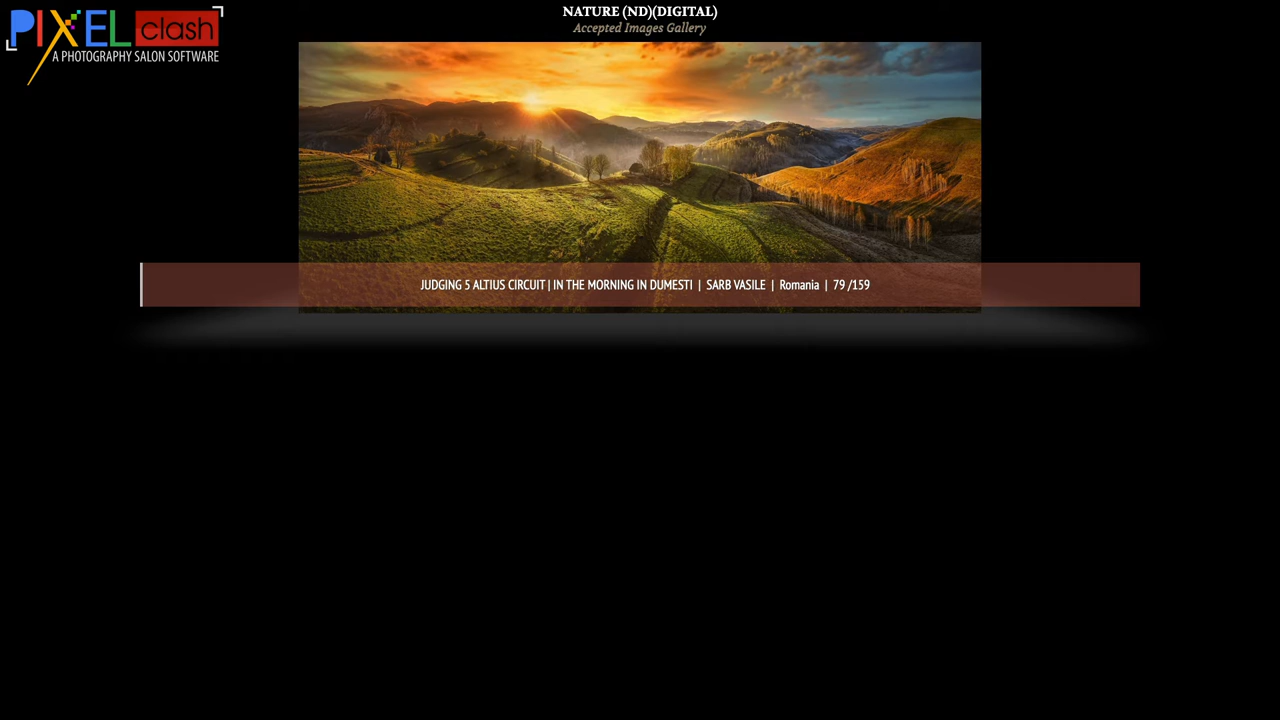 PIXEL clash
A PHOTOGRAPHY SALON SOFTWARE
NATURE (ND)(DIGITAL)
Accepted Images Gallery
JUDGING 5 ALTIUS CIRCUIT | IN THE MORNING IN DUMESTI | SARB VASILE | Romania | 79 /159